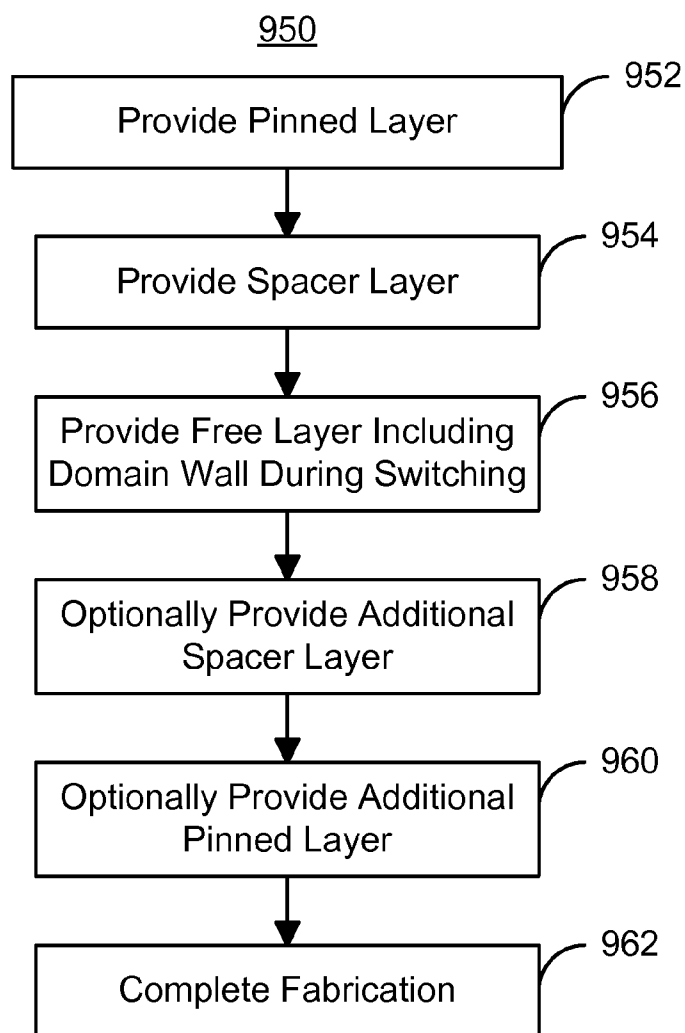 950
952
Provide Pinned Layer
954
Provide Spacer Layer
956
Provide Free Layer Including
Domain Wall During Switching
958
Optionally Provide Additional
Spacer Layer
960
Optionally Provide Additional
Pinned Layer
962
Complete Fabrication